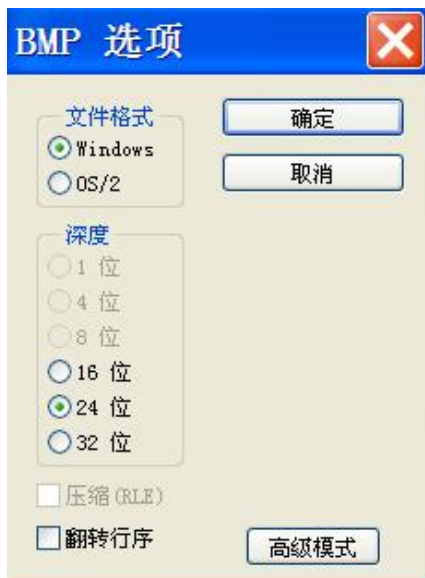 BMP 选项
文件格式
Windows
OS/2
确定
取消
深度
1 位
4 位
8 位
16 位
24 位
32 位
压缩(RLE)
翻转行序
高级模式